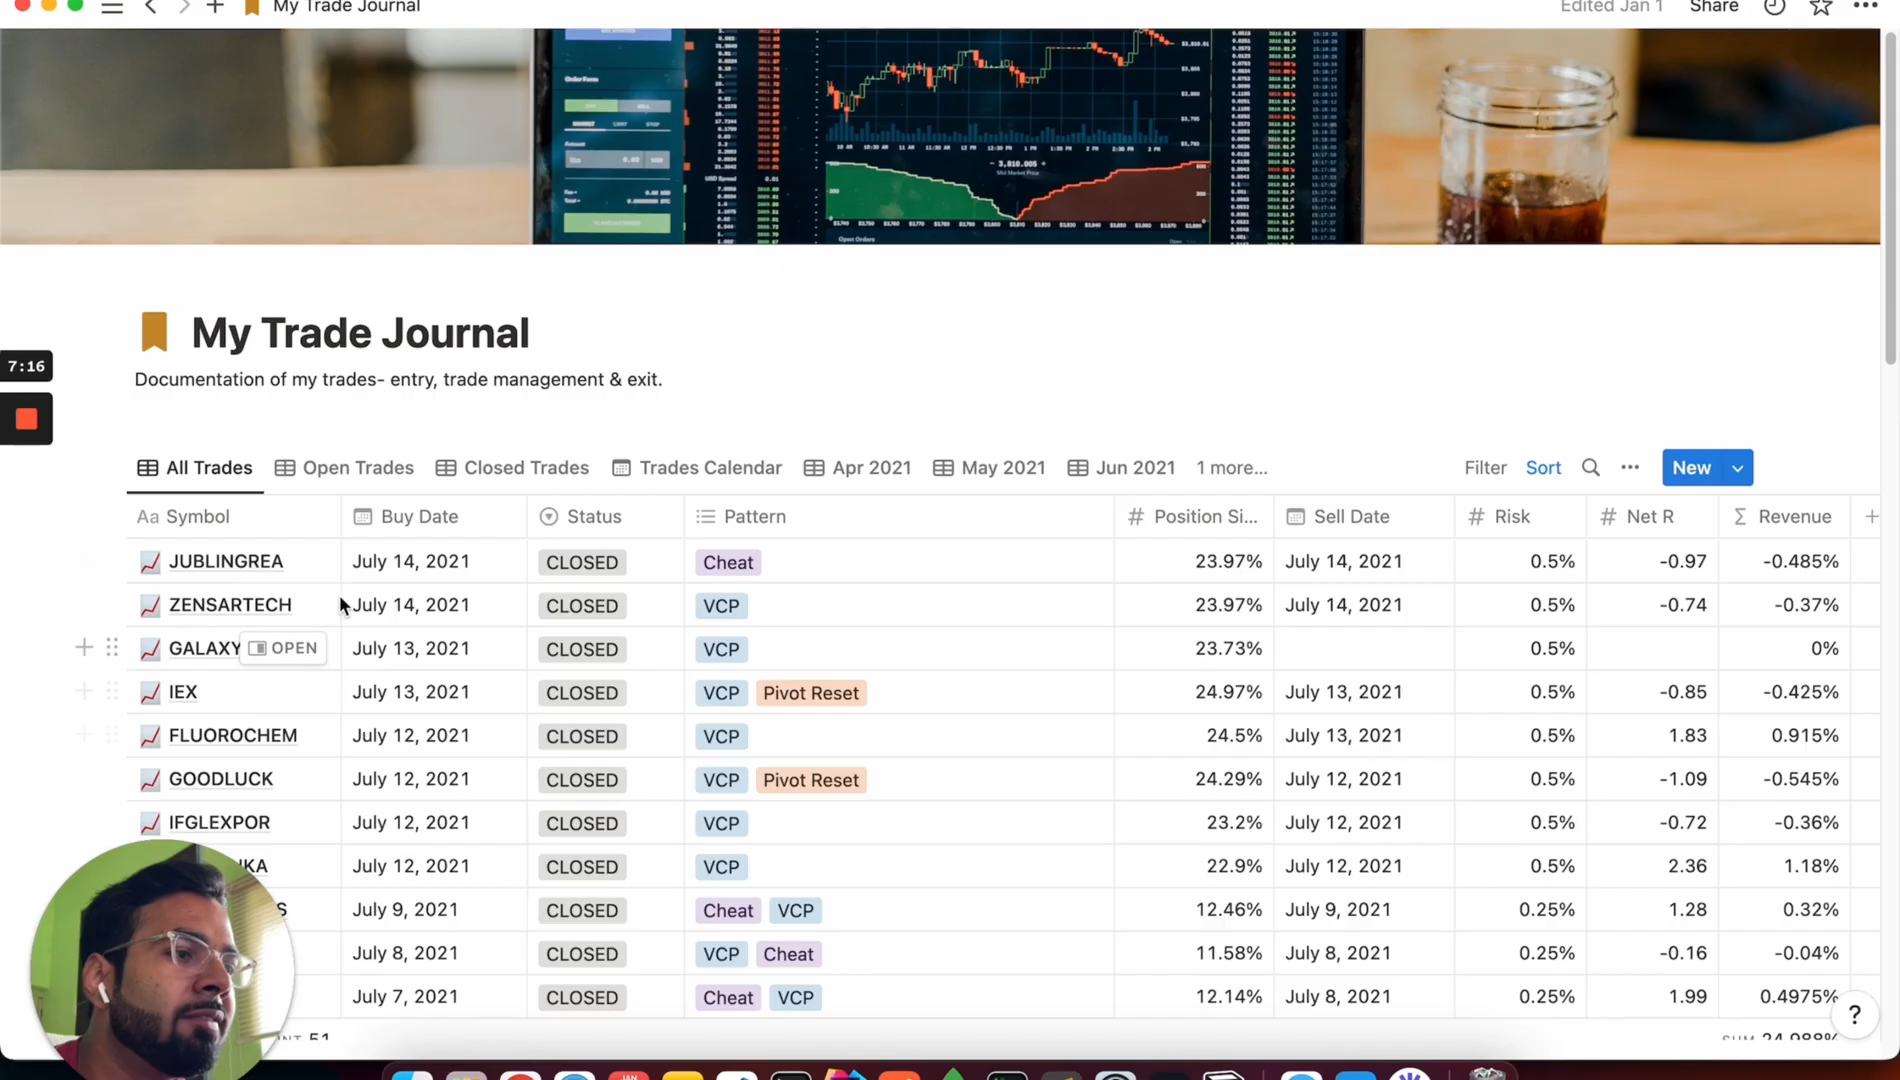 My Trade Journal
Edited Jan 1 Share
My Trade Journal
7:16
Documentation of my trades- entry, trade management & exit.
All Trades Open Trades Closed Trades Trades Calendar Apr 2021 May 2021 Jun 2021 1 more... Filter Sort New
Aa Symbol Buy Date Status Pattern # Position Si... Sell Date # Risk # Net R Σ Revenue +
JUBLINGREA July 14, 2021 CLOSED Cheat 23.97% July 14, 2021 0.5% -0.97 -0.485%
ZENSARTECH July 14, 2021 CLOSED VCP 23.97% July 14, 2021 0.5% -0.74 -0.37%
GALAXY OPEN July 13, 2021 CLOSED VCP 23.73% 0.5% 0%
IEX July 13, 2021 CLOSED VCP Pivot Reset 24.97% July 13, 2021 0.5% -0.85 -0.425%
FLUOROCHEM July 12, 2021 CLOSED VCP 24.5% July 13, 2021 0.5% 1.83 0.915%
GOODLUCK July 12, 2021 CLOSED VCP Pivot Reset 24.29% July 12, 2021 0.5% -1.09 -0.545%
IFGLEXPOR July 12, 2021 CLOSED VCP 23.2% July 12, 2021 0.5% -0.72 -0.36%
KA July 12, 2021 CLOSED VCP 22.9% July 12, 2021 0.5% 2.36 1.18%
S July 9, 2021 CLOSED Cheat VCP 12.46% July 9, 2021 0.25% 1.28 0.32%
July 8, 2021 CLOSED VCP Cheat 11.58% July 8, 2021 0.25% -0.16 -0.04%
July 7, 2021 CLOSED Cheat VCP 12.14% July 8, 2021 0.25% 1.99 0.4975%
?
51 SUM 24.988%